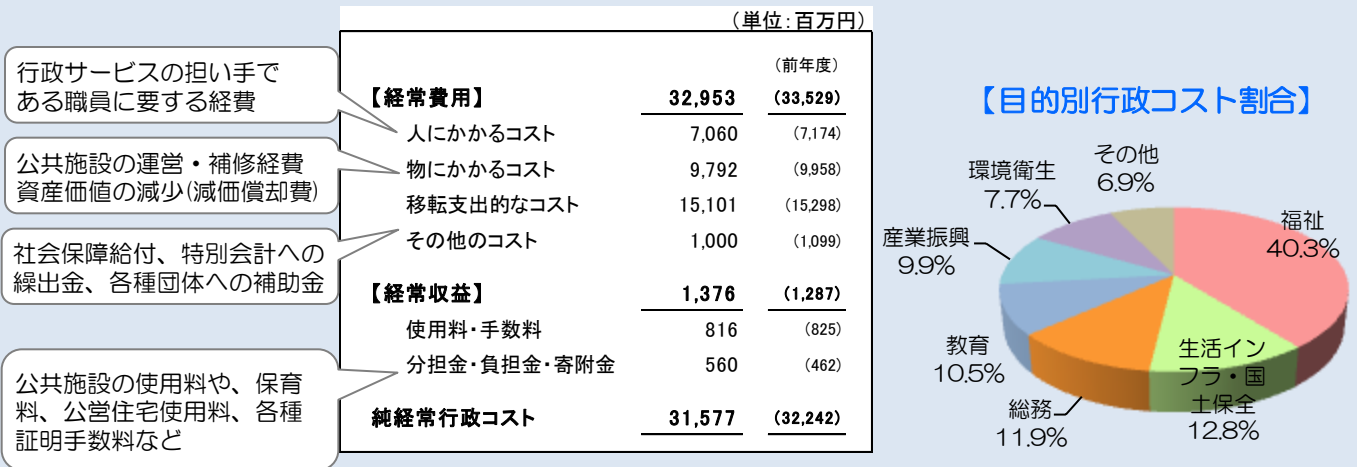 (単位:百万円)
行政サービスの担い手で
ある職員に要する経費
公共施設の運営・補修経費
資産価値の減少(減価償却費)
社会保障給付、特別会計への
繰出金、各種団体への補助金
公共施設の使用料や、保育
料、公営住宅使用料、各種
証明手数料など
(前年度)
【経常費用】 32,953 (33,529)
人にかかるコスト 7,060 (7,174)
物にかかるコスト 9,792 (9,958)
移転支出的なコスト 15,101 (15,298)
その他のコスト 1,000 (1,099)
【経常収益】 1,376 (1,287)
使用料・手数料 816 (825)
分担金・負担金・寄附金 560 (462)
純経常行政コスト 31,577 (32,242)
【目的別行政コスト割合】
その他
6.9%
環境衛生
7.7%
産業振興
9.9%
教育
10.5%
総務
11.9%
生活イン
フラ・国
土保全
12.8%
福祉
40.3%